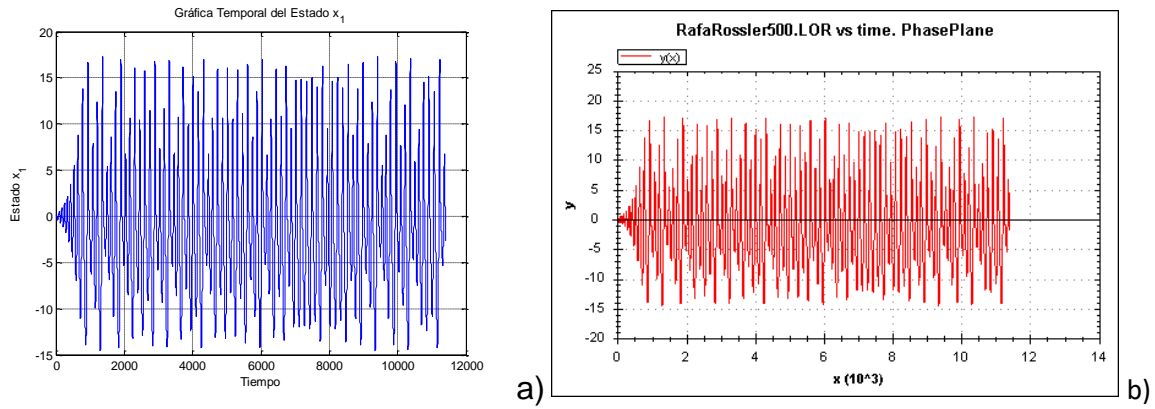 Gráfica Temporal del Estado x1
20
15
10
5
0
-5
-10
-15
0 2000 4000 6000 8000 10000 12000
Tiempo
Estado x1
a)
RafaRossler500.LOR vs time. PhasePlane
y(x)
25
20
15
10
5
0
-5
-10
-15
-20
0 2 4 6 8 10 12 14
x (10^3)
y
b)